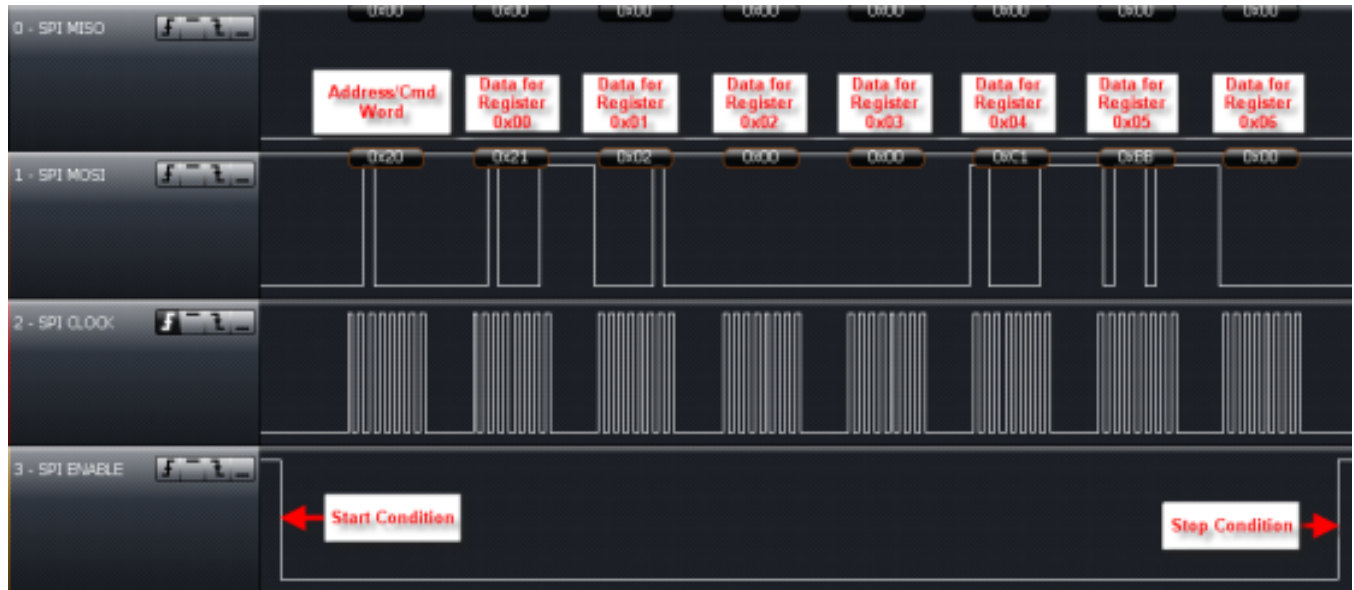 0x00 0x00 0x00 0x00 0x00 0x00 0x00 0x00
0 - SPI MISO
Address/Cmd
Word
Data for
Register
0x00
Data for
Register
0x01
Data for
Register
0x02
Data for
Register
0x03
Data for
Register
0x04
Data for
Register
0x05
Data for
Register
0x06
0x20 0x21 0x02 0x00 0x00 0xC1 0xBB 0x00
1 - SPI MOSI
2 - SPI CLOCK
3 - SPI ENABLE
Start Condition
Stop Condition